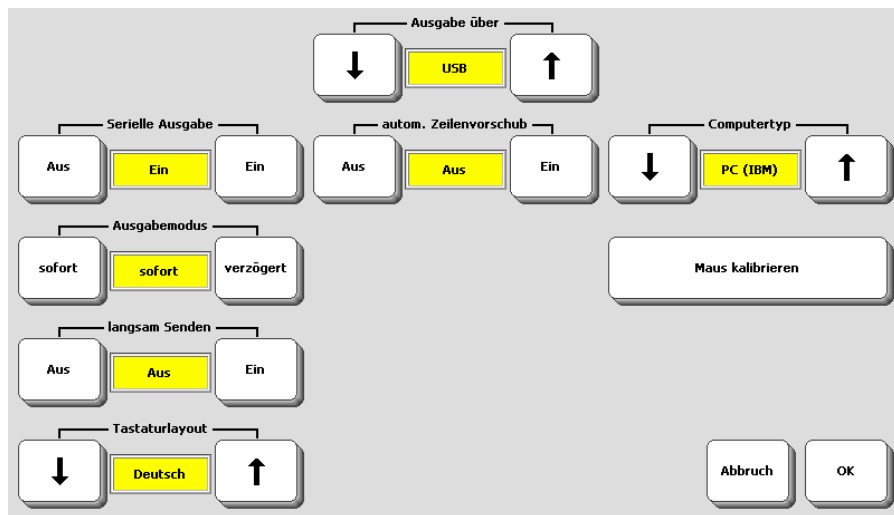 Ausgabe über
USB
Serielle Ausgabe
Aus Ein Ein
autom. Zeilenvorschub
Aus Aus Ein
Computertyp
PC (IBM)
Ausgabemodus
sofort sofort verzögert
Maus kalibrieren
langsam Senden
Aus Aus Ein
Tastaturlayout
Deutsch
Abbruch OK